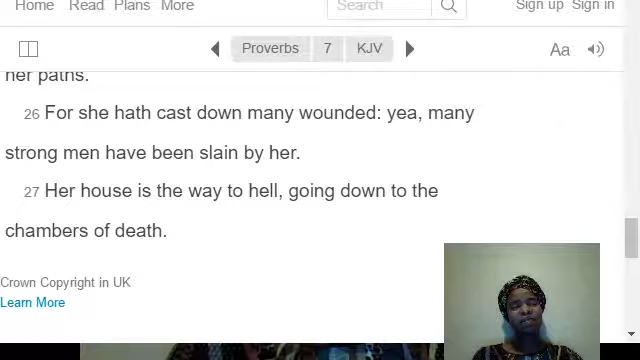 Home Read Plans More Search Sign up Sign in
Proverbs 7 KJV Aa
her paths.
26 For she hath cast down many wounded: yea, many
strong men have been slain by her.
27 Her house is the way to hell, going down to the
chambers of death.
Crown Copyright in UK
Learn More